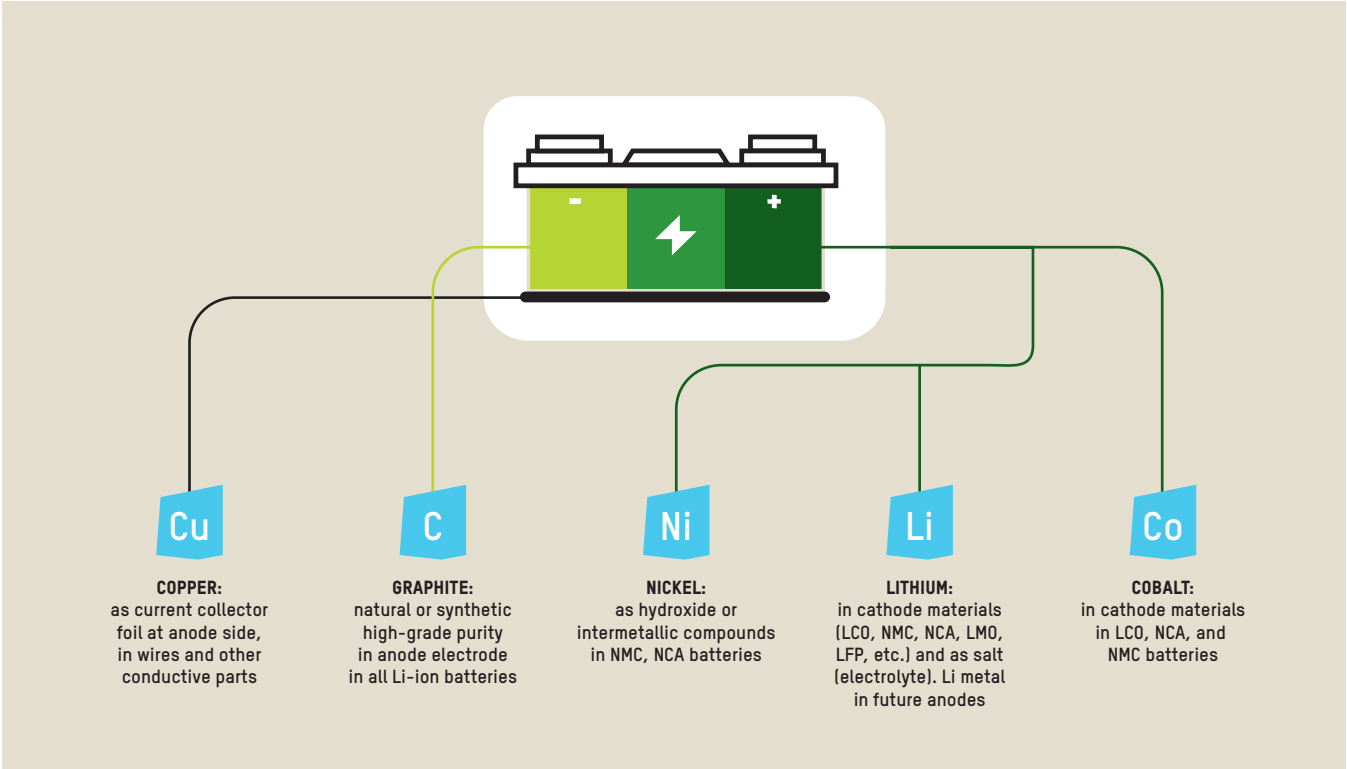 - +
Cu
COPPER:
as current collector
foil at anode side,
in wires and other
conductive parts
C
GRAPHITE:
natural or synthetic
high-grade purity
in anode electrode
in all Li-ion batteries
Ni
NICKEL:
as hydroxide or
intermetallic compounds
in NMC, NCA batteries
Li
LITHIUM:
in cathode materials
(LCO, NMC, NCA, LMO,
LFP, etc.) and as salt
(electrolyte). Li metal
in future anodes
Co
COBALT:
in cathode materials
in LCO, NCA, and
NMC batteries